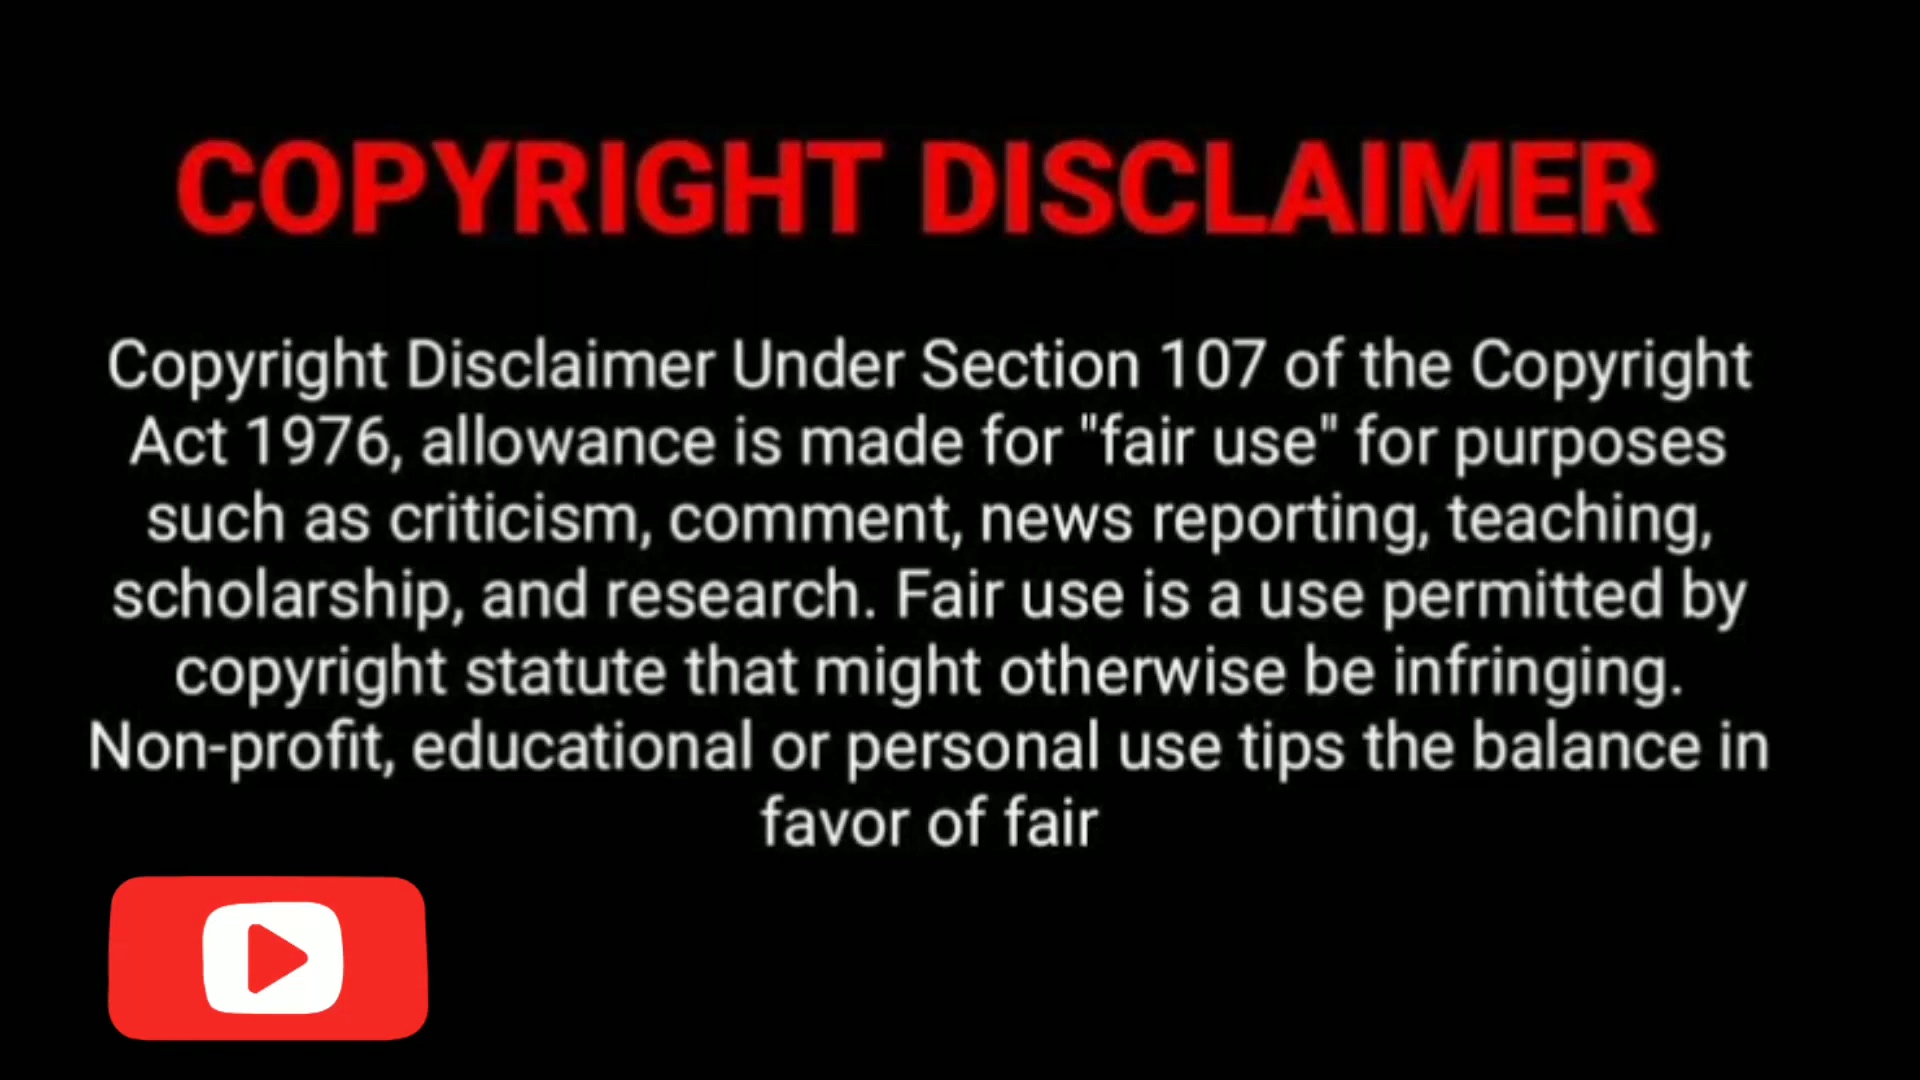 COPYRIGHT DISCLAIMER
Copyright Disclaimer Under Section 107 of the Copyright
Act 1976, allowance is made for "fair use" for purposes
such as criticism, comment, news reporting, teaching,
scholarship, and research. Fair use is a use permitted by
copyright statute that might otherwise be infringing.
Non-profit, educational or personal use tips the balance in
favor of fair